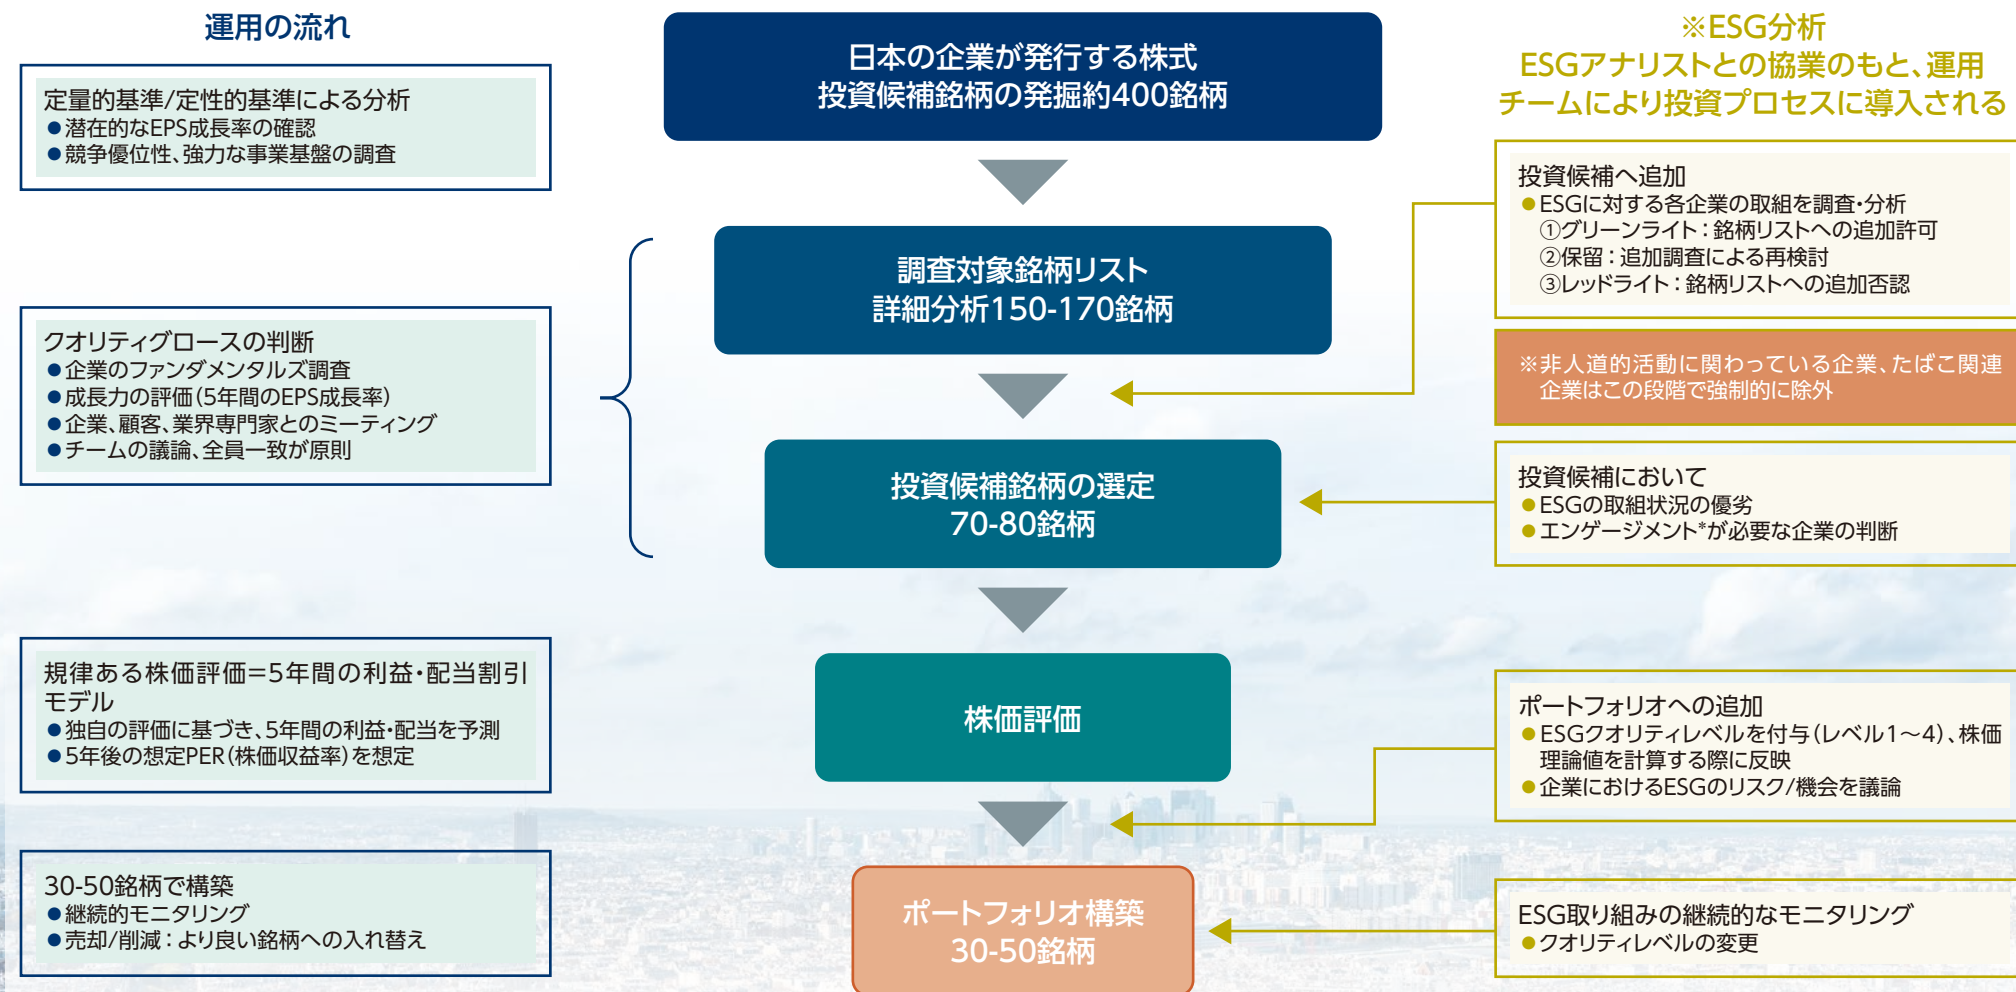 運用の流れ
定量的基準/定性的基準による分析
●潜在的なEPS成長率の確認
●競争優位性、強力な事業基盤の調査
クオリティグロースの判断
●企業のファンダメンタルズ調査
●成長力の評価(5年間のEPS成長率)
●企業、顧客、業界専門家とのミーティング
●チームの議論、全員一致が原則
規律ある株価評価=5年間の利益・配当割引
モデル
●独自の評価に基づき、5年間の利益・配当を予測
●5年後の想定PER(株価収益率)を想定
30-50銘柄で構築
●継続的モニタリング
●売却/削減：より良い銘柄への入れ替え
日本の企業が発行する株式
投資候補銘柄の発掘約400銘柄
調査対象銘柄リスト
詳細分析150-170銘柄
投資候補銘柄の選定
70-80銘柄
株価評価
ポートフォリオ構築
30-50銘柄
※ESG分析
ESGアナリストとの協業のもと、運用
チームにより投資プロセスに導入される
投資候補へ追加
●ESGに対する各企業の取組を調査・分析
①グリーンライト：銘柄リストへの追加許可
②保留：追加調査による再検討
③レッドライト：銘柄リストへの追加否認
※非人道的活動に関わっている企業、たばこ関連
企業はこの段階で強制的に除外
投資候補において
●ESGの取組状況の優劣
●エンゲージメント*が必要な企業の判断
ポートフォリオへの追加
●ESGクオリティレベルを付与(レベル1〜4)、株価
理論値を計算する際に反映
●企業におけるESGのリスク/機会を議論
ESG取り組みの継続的なモニタリング
●クオリティレベルの変更